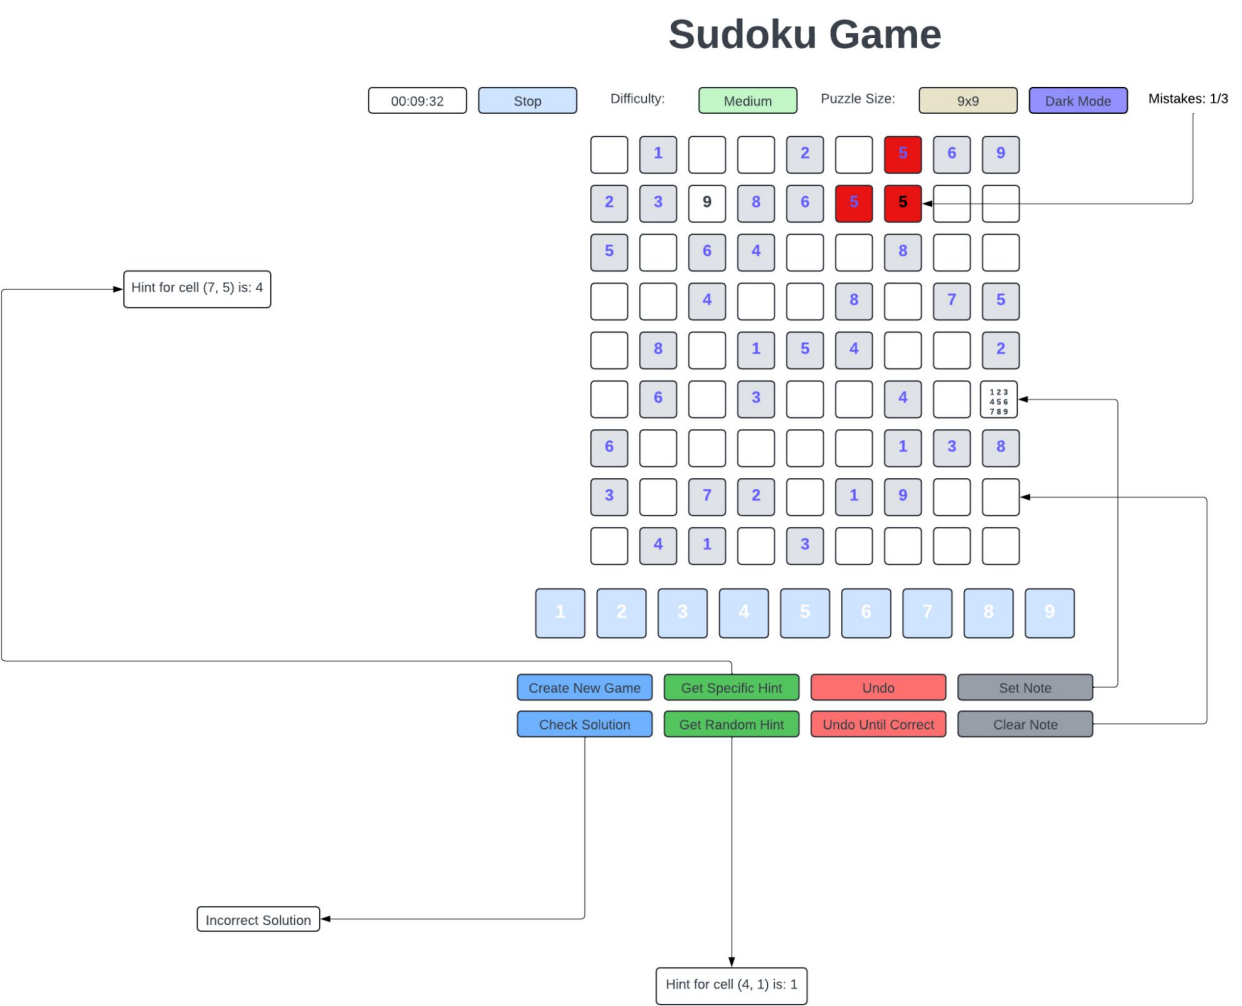 Sudoku Game
00:09:32 Stop Difficulty: Medium Puzzle Size: 9x9 Dark Mode Mistakes: 1/3
1 2 5 6 9
2 3 9 8 6 5 5
5 6 4 8
Hint for cell (7, 5) is: 4
4 8 7 5
8 1 5 4 2
6 3 4
1 2 3
4 5 6
7 8 9
6 1 3 8
3 7 2 1 9
4 1 3
1 2 3 4 5 6 7 8 9
Create New Game Get Specific Hint Undo Set Note
Check Solution Get Random Hint Undo Until Correct Clear Note
Incorrect Solution
Hint for cell (4, 1) is: 1